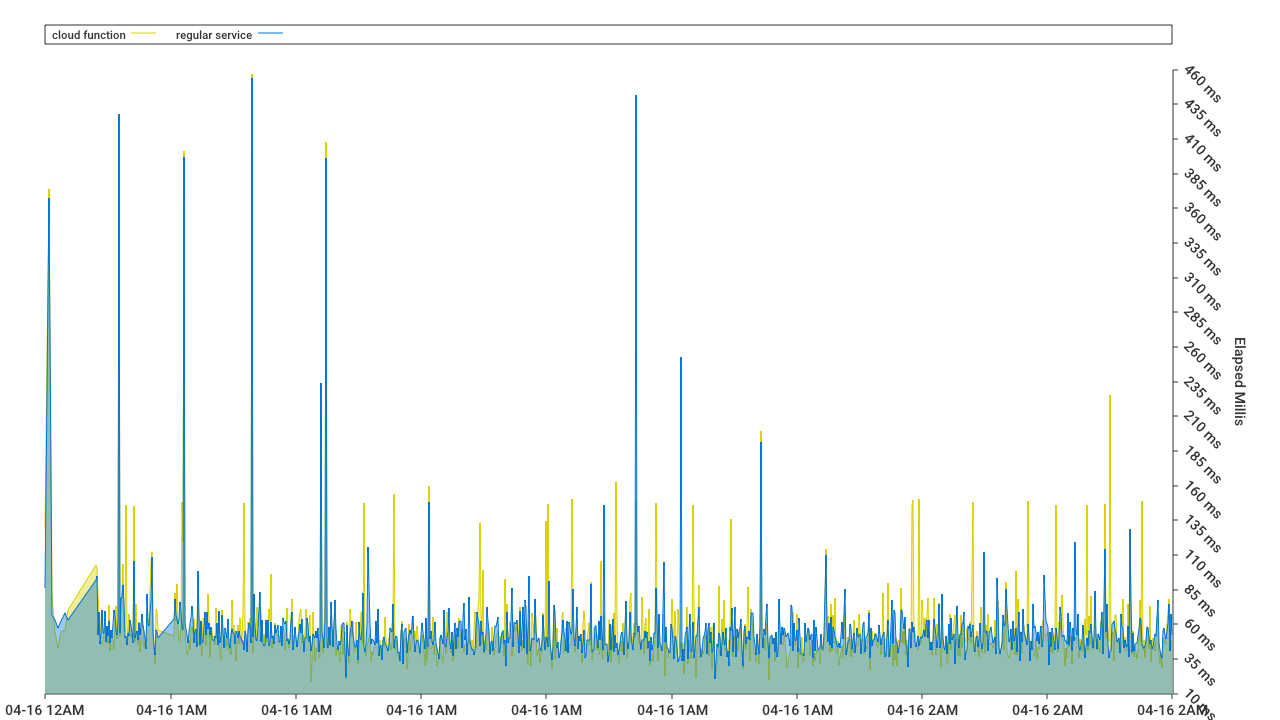 cloud function regular service
460 ms
435 ms
410 ms
385 ms
360 ms
335 ms
310 ms
285 ms
260 ms
235 ms
210 ms
185 ms
160 ms
135 ms
110 ms
85 ms
60 ms
35 ms
10 ms
Elapsed Millis
04-16 12AM 04-16 1AM 04-16 1AM 04-16 1AM 04-16 1AM 04-16 1AM 04-16 1AM 04-16 2AM 04-16 2AM 04-16 2AM